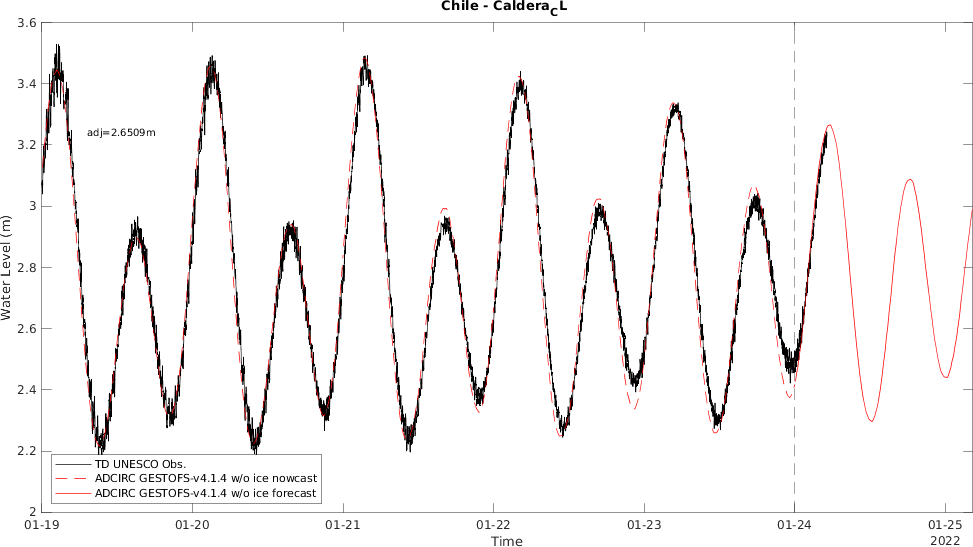 Chile - Caldera_CL
3.6
3.4
3.2
3
2.8
2.6
2.4
2.2
2
Water Level (m)
adj=2.6509m
TD UNESCO Obs.
ADCIRC GESTOFS-v4.1.4 w/o ice nowcast
ADCIRC GESTOFS-v4.1.4 w/o ice forecast
01-19
01-20
01-21
01-22
01-23
01-24
01-25
Time
2022